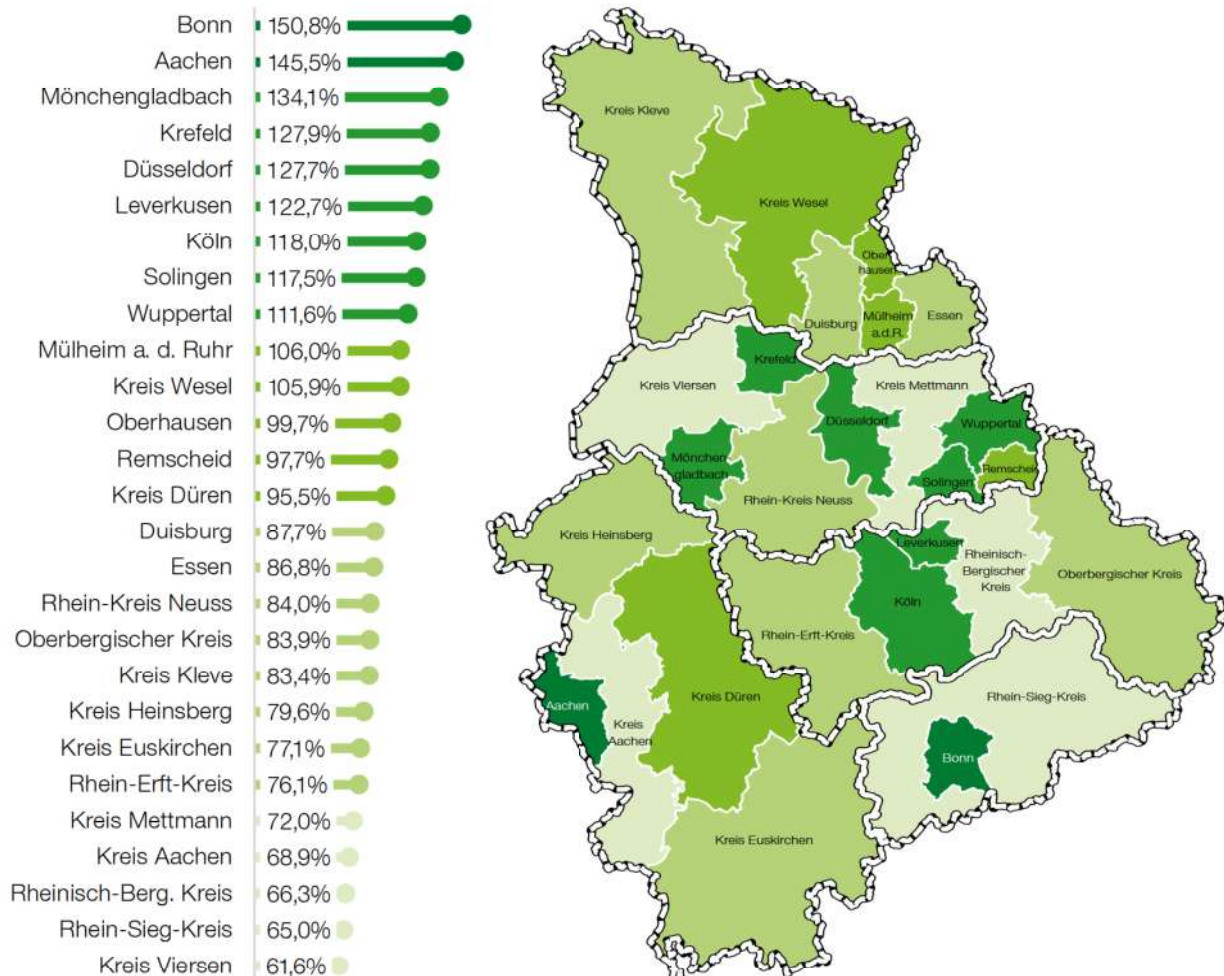 Bonn 150,8%
Aachen 145,5%
Mönchengladbach 134,1%
Krefeld 127,9%
Düsseldorf 127,7%
Leverkusen 122,7%
Köln 118,0%
Solingen 117,5%
Wuppertal 111,6%
Mülheim a. d. Ruhr 106,0%
Kreis Wesel 105,9%
Oberhausen 99,7%
Remscheid 97,7%
Kreis Düren 95,5%
Duisburg 87,7%
Essen 86,8%
Rhein-Kreis Neuss 84,0%
Oberbergischer Kreis 83,9%
Kreis Kleve 83,4%
Kreis Heinsberg 79,6%
Kreis Euskirchen 77,1%
Rhein-Erft-Kreis 76,1%
Kreis Mettmann 72,0%
Kreis Aachen 68,9%
Rheinisch-Berg. Kreis 66,3%
Rhein-Sieg-Kreis 65,0%
Kreis Viersen 61,6%
Kreis Kleve
Kreis Wesel
Ober
hausen
Duisburg
Mülheim
a.d.R.
Essen
Krefeld
Kreis Viersen
Kreis Mettmann
Düsseldorf
Wuppertal
Mönchen
gladbach
Remscheid
Solingen
Rhein-Kreis Neuss
Kreis Heinsberg
Leverkusen
Rheinisch-
Bergischer
Kreis
Oberbergischer Kreis
Köln
Rhein-Erft-Kreis
Kreis Düren
Rhein-Sieg-Kreis
Aachen
Kreis
Aachen
Bonn
Kreis Euskirchen